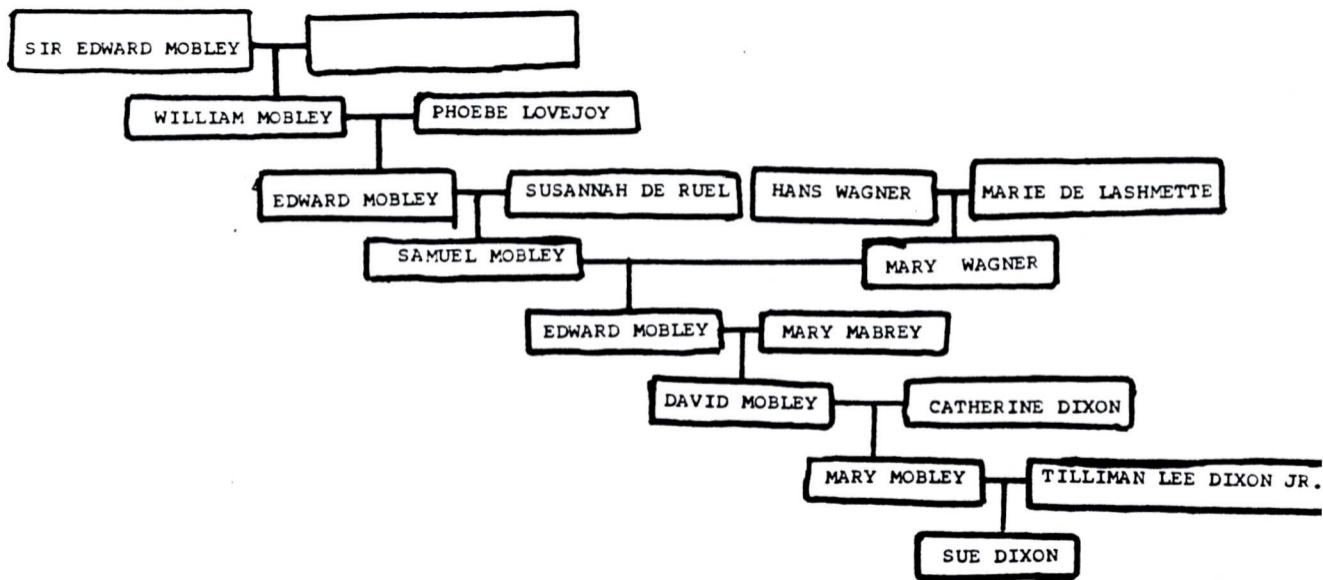 SIR EDWARD MOBLEY
WILLIAM MOBLEY
PHOEBE LOVEJOY
EDWARD MOBLEY
SUSANNAH DE RUEL
HANS WAGNER
MARIE DE LASHMETTE
SAMUEL MOBLEY
MARY WAGNER
EDWARD MOBLEY
MARY MABREY
DAVID MOBLEY
CATHERINE DIXON
MARY MOBLEY
TILLIMAN LEE DIXON JR.
SUE DIXON